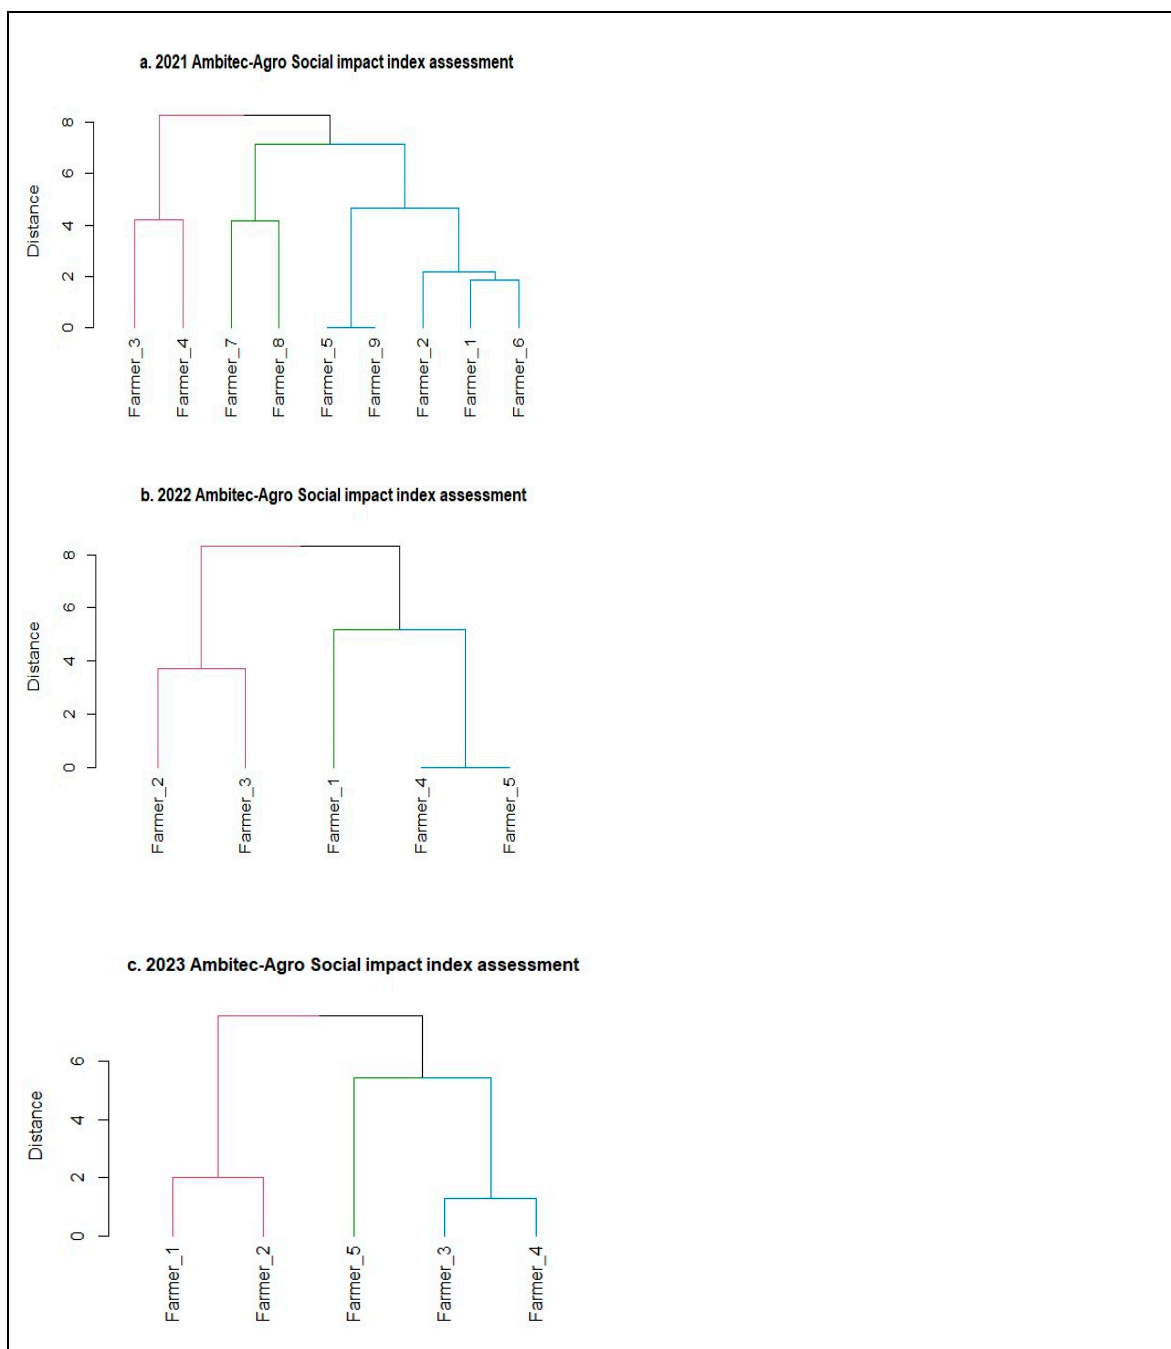 a. 2021 Ambitec-Agro Social impact index assessment
Distance
8
6
4
2
0
Farmer_3
Farmer_4
Farmer_7
Farmer_8
Farmer_5
Farmer_9
Farmer_2
Farmer_1
Farmer_6
b. 2022 Ambitec-Agro Social impact index assessment
Distance
8
6
4
2
0
Farmer_2
Farmer_3
Farmer_1
Farmer_4
Farmer_5
c. 2023 Ambitec-Agro Social impact index assessment
Distance
6
4
2
0
Farmer_1
Farmer_2
Farmer_5
Farmer_3
Farmer_4